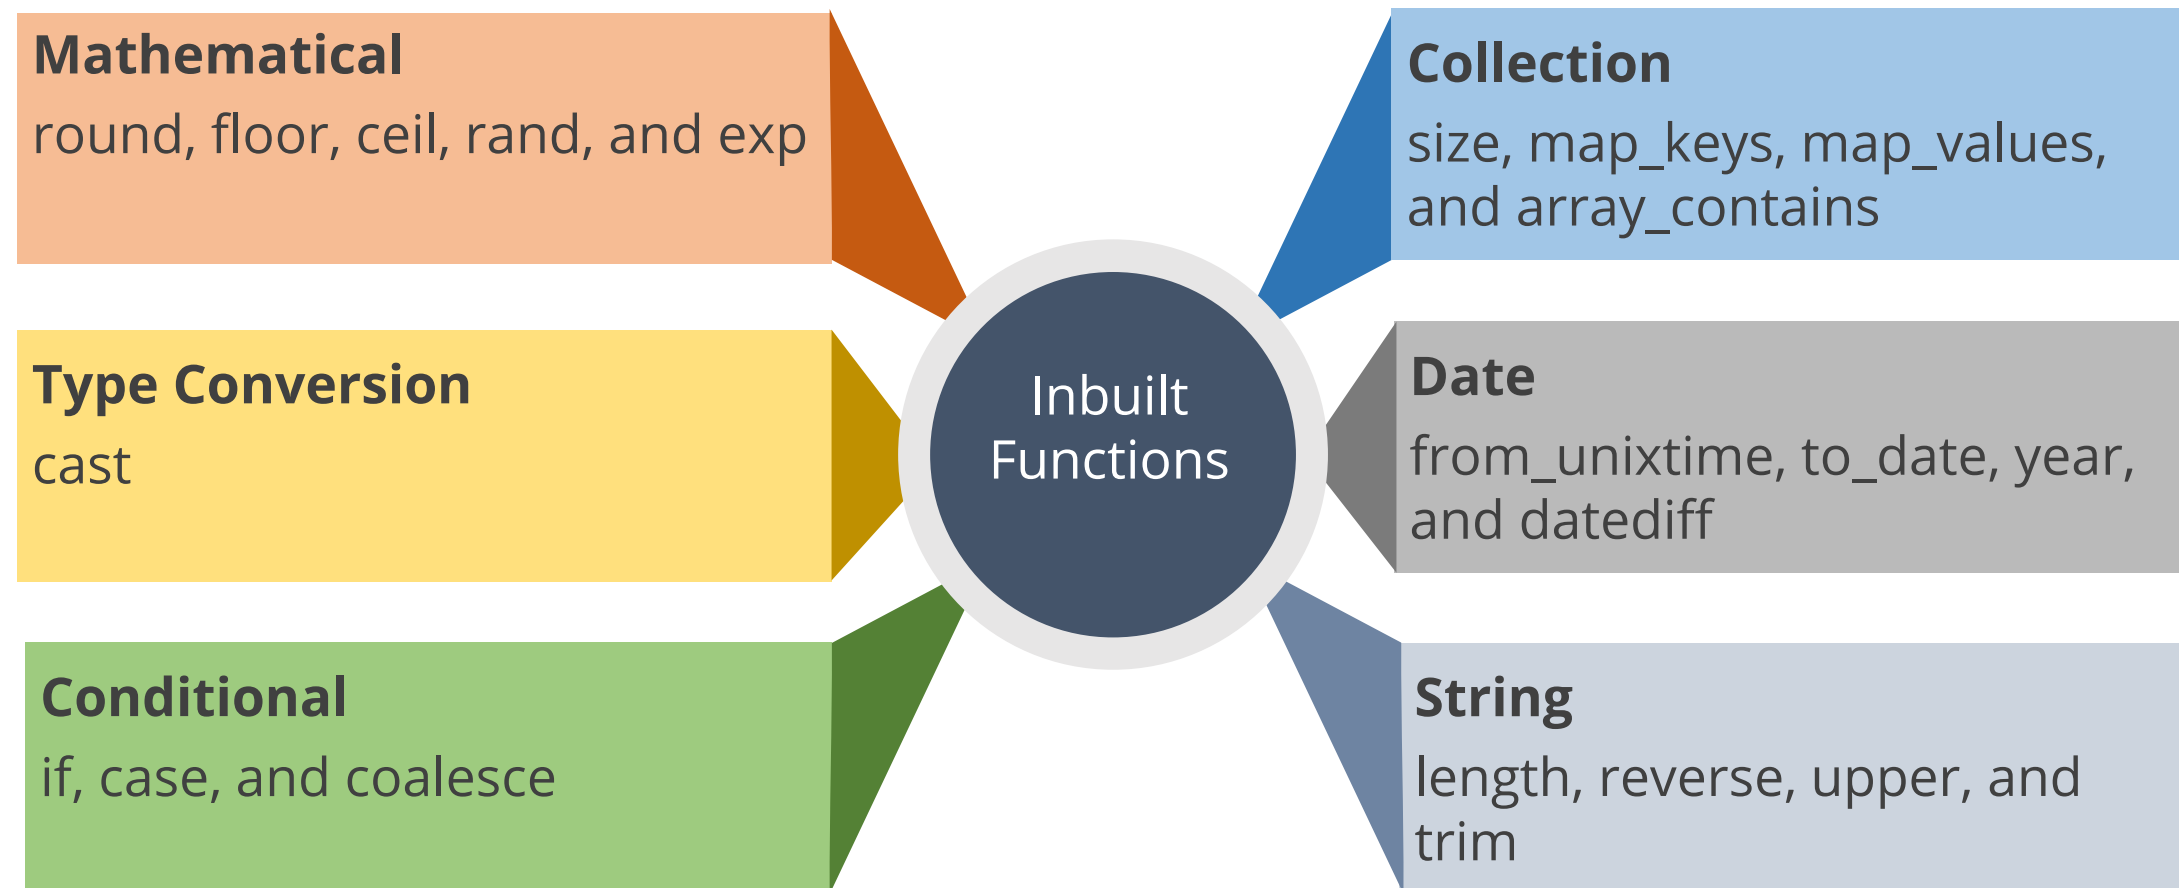 Mathematical
round, floor, ceil, rand, and exp
Type Conversion
cast
Conditional
if, case, and coalesce
Inbuilt
Functions
Collection
size, map_keys, map_values,
and array_contains
Date
from_unixtime, to_date, year,
and datediff
String
length, reverse, upper, and
trim